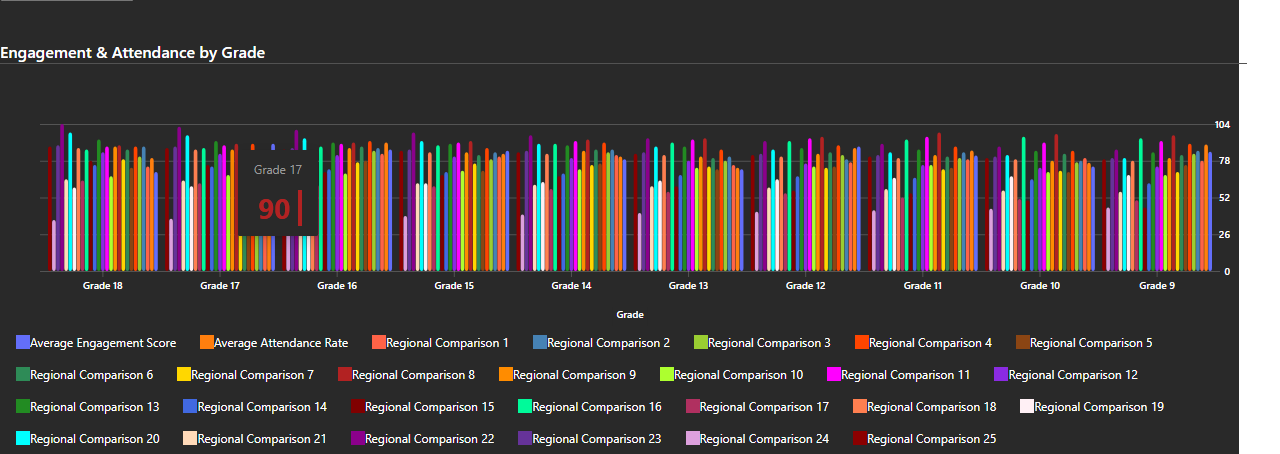 Engagement & Attendance by Grade
104
Grade 17
78
90
52
26
0
Grade 18 Grade 17 Grade 16 Grade 15 Grade 14 Grade 13 Grade 12 Grade 11 Grade 10 Grade 9
Grade
Average Engagement Score Average Attendance Rate Regional Comparison 1 Regional Comparison 2 Regional Comparison 3 Regional Comparison 4 Regional Comparison 5
Regional Comparison 6 Regional Comparison 7 Regional Comparison 8 Regional Comparison 9 Regional Comparison 10 Regional Comparison 11 Regional Comparison 12
Regional Comparison 13 Regional Comparison 14 Regional Comparison 15 Regional Comparison 16 Regional Comparison 17 Regional Comparison 18 Regional Comparison 19
Regional Comparison 20 Regional Comparison 21 Regional Comparison 22 Regional Comparison 23 Regional Comparison 24 Regional Comparison 25